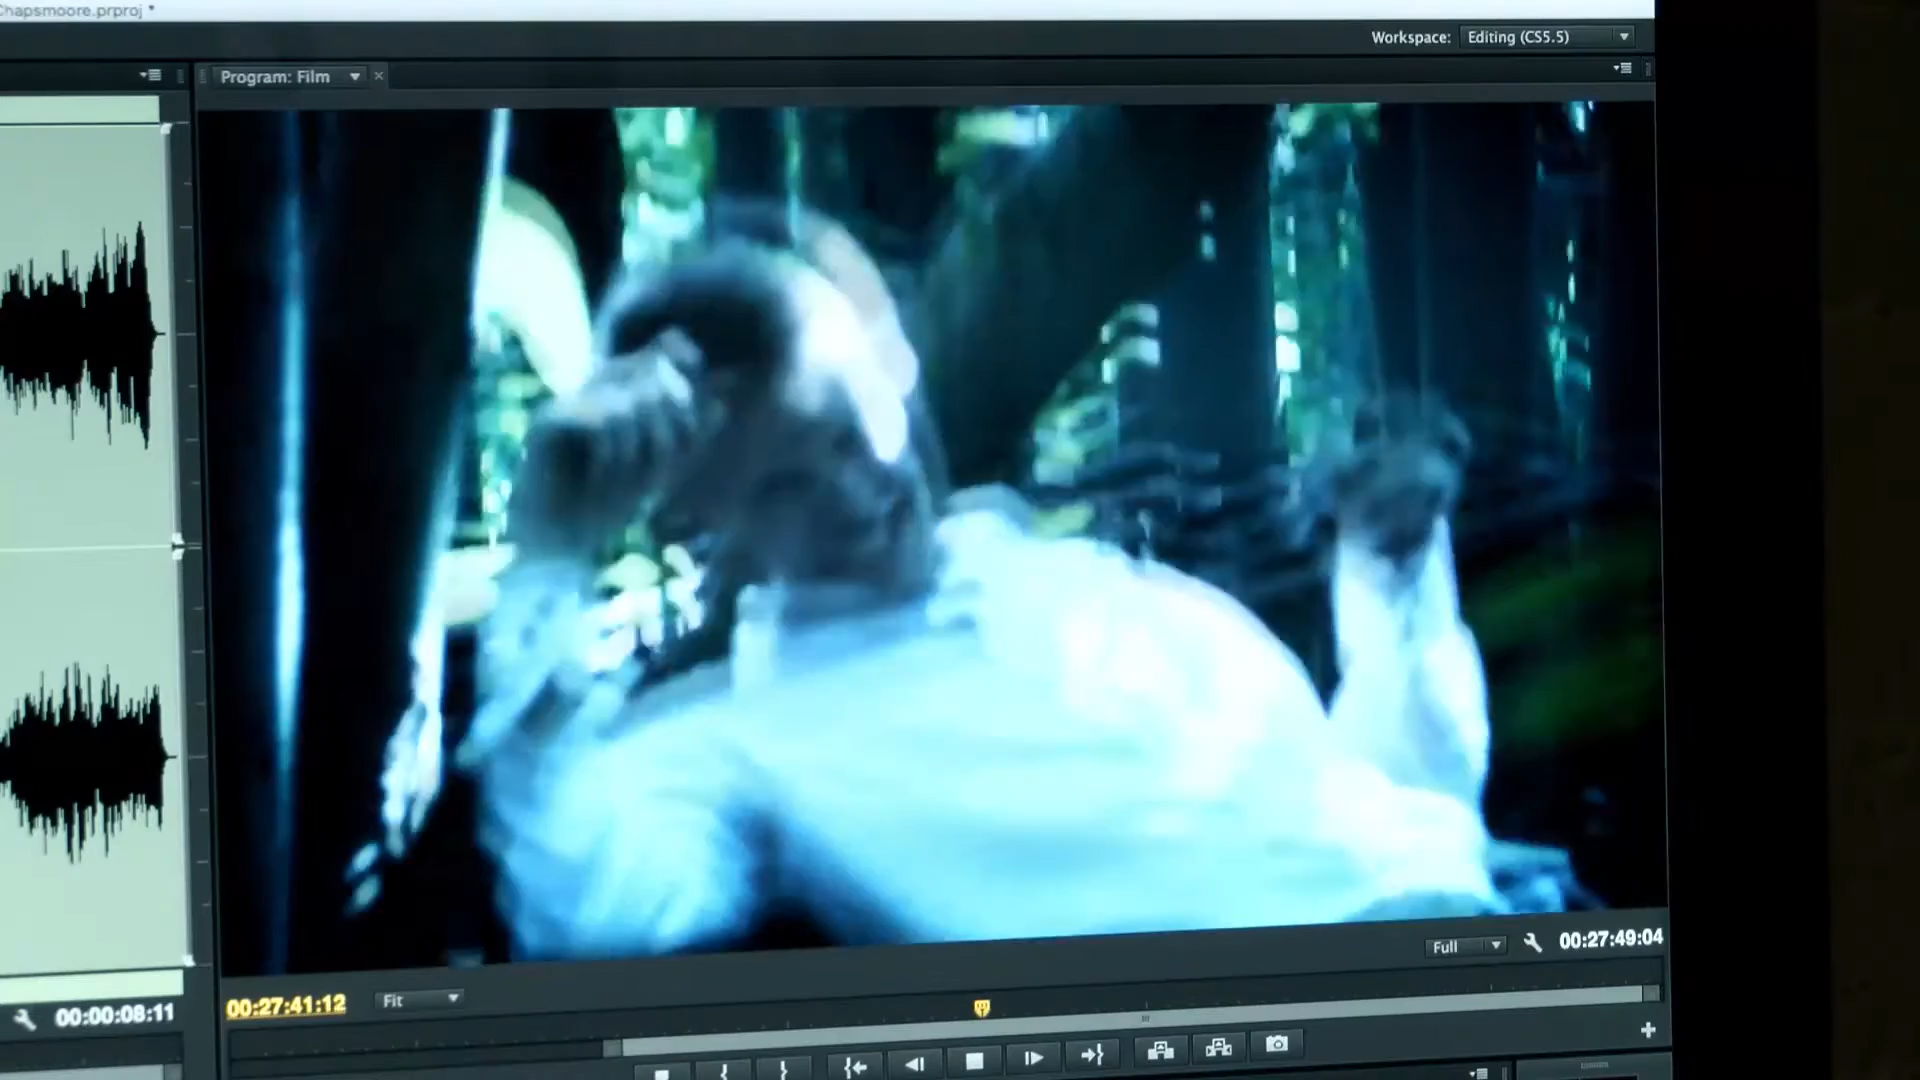 Chapsmoore.prproj *
Workspace: Editing (CS5.5)
Program: Film
Full 00:27:49:04
00:27:41:12 Fit
00:00:08:11